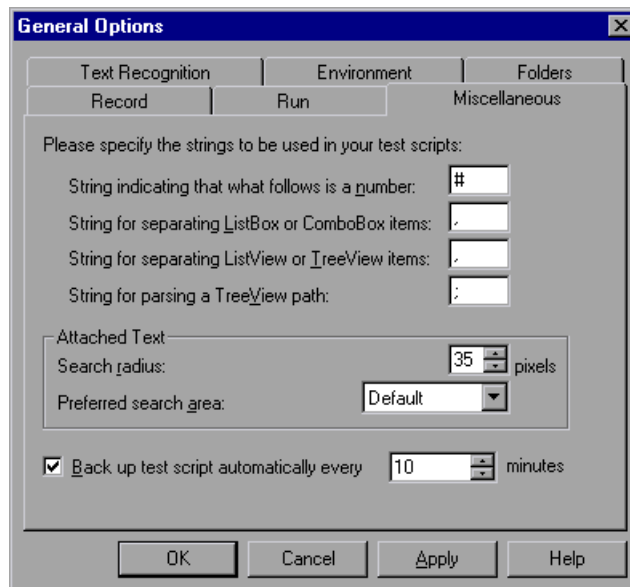 General Options
Text Recognition Environment Folders
Record Run Miscellaneous
Please specify the strings to be used in your test scripts:
String indicating that what follows is a number: #
String for separating ListBox or ComboBox items: ,
String for separating ListView or TreeView items: ,
String for parsing a TreeView path: ;
Attached Text
Search radius: 35 pixels
Preferred search area: Default
Back up test script automatically every 10 minutes
OK Cancel Apply Help